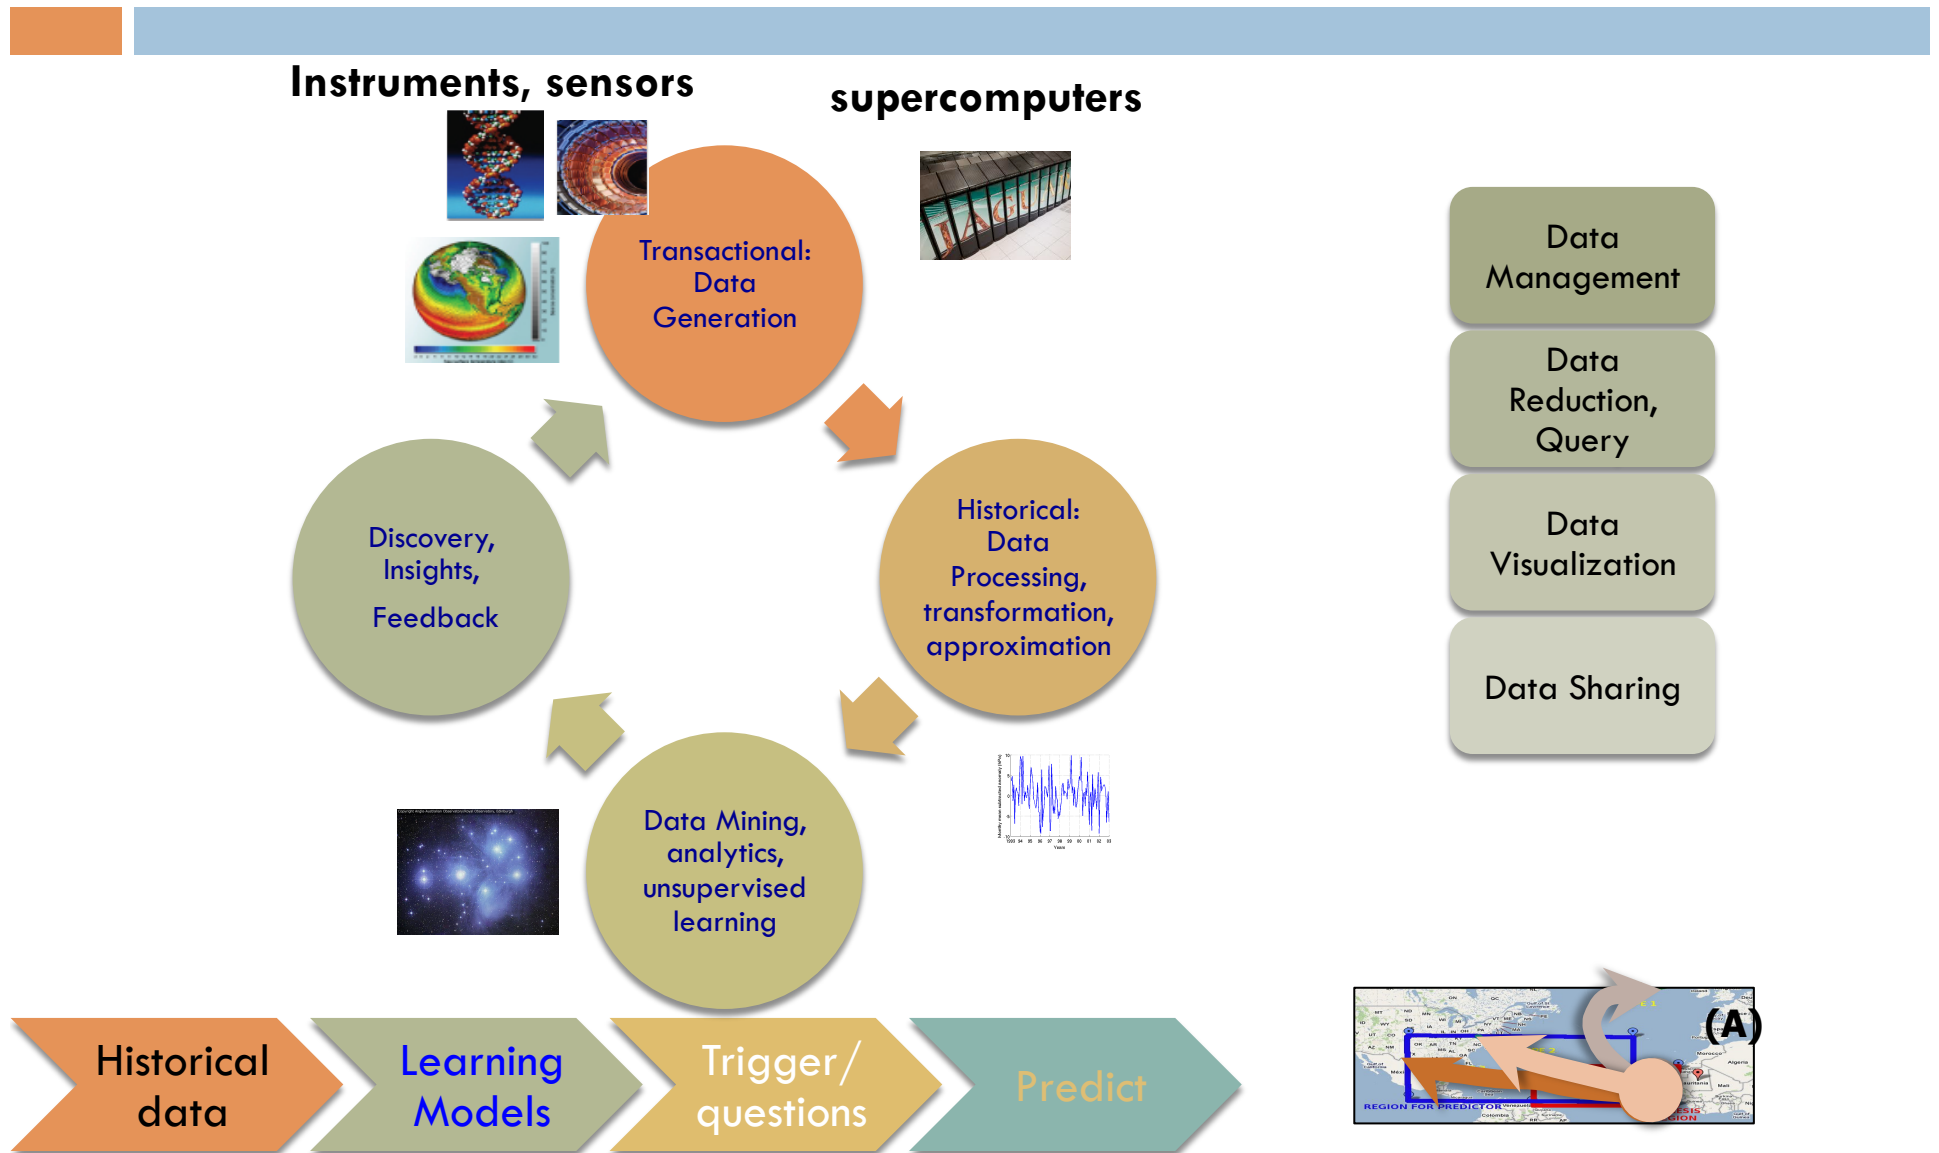 Instruments, sensors
supercomputers
Transactional:
Data
Generation
Historical:
Data
Processing,
transformation,
approximation
Data Mining,
analytics,
unsupervised
learning
Discovery,
Insights,
Feedback
Data
Management
Data
Reduction,
Query
Data
Visualization
Data Sharing
Years
Historical
data
Learning
Models
Trigger/
questions
Predict
(A)
REGION FOR PREDICTOR